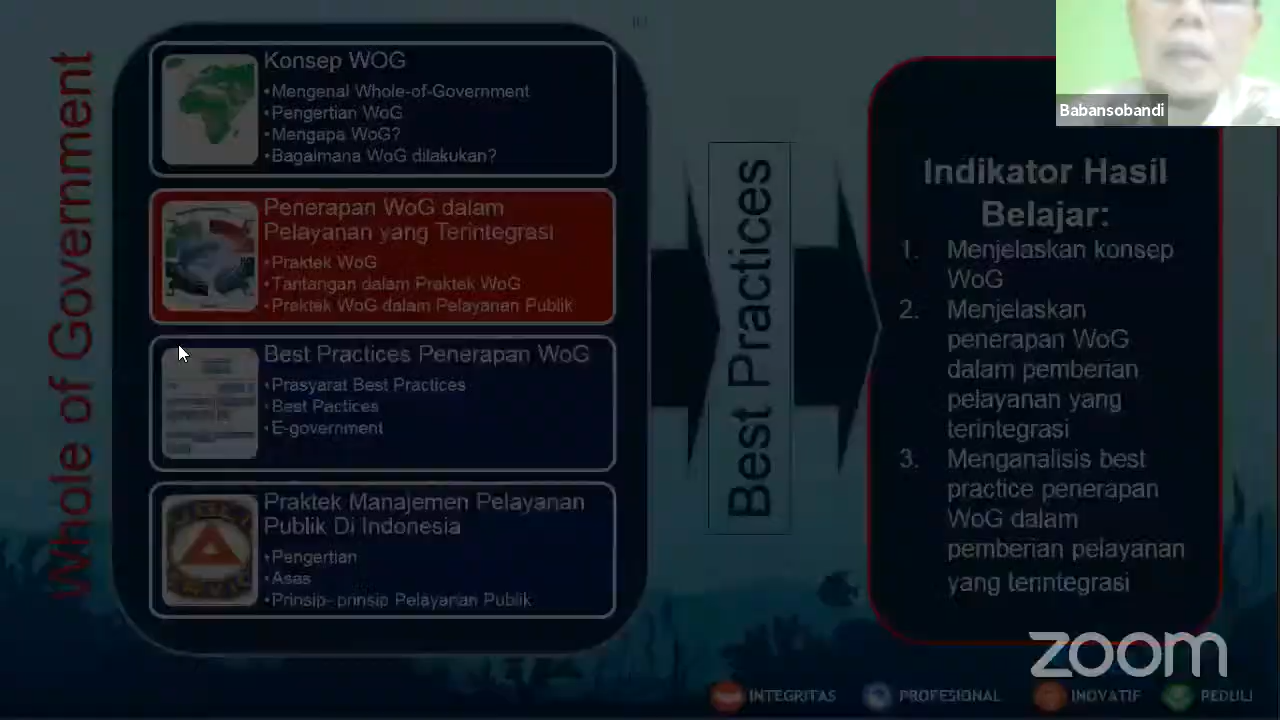 Whole of Government
Konsep WOG
•Mengenal Whole-of-Government
•Pengertian WoG
•Mengapa WoG?
•Bagaimana WoG dilakukan?
Penerapan WoG dalam
Pelayanan yang Terintegrasi
•Praktek WoG
•Tantangan dalam Praktek WoG
•Praktek WoG dalam Pelayanan Publik
Best Practices Penerapan WoG
•Prasyarat Best Practices
•Best Pactices
•E-government
Praktek Manajemen Pelayanan
Publik Di Indonesia
•Pengertian
•Asas
•Prinsip- prinsip Pelayanan Publik
Best Practices
Babansobandi
Indikator Hasil
Belajar:
1. Menjelaskan konsep
WoG
2. Menjelaskan
penerapan WoG
dalam pemberian
pelayanan yang
terintegrasi
3. Menganalisis best
practice penerapan
WoG dalam
pemberian pelayanan
yang terintegrasi
zoom
INTEGRITAS PROFESIONAL INOVATIF PEDULI